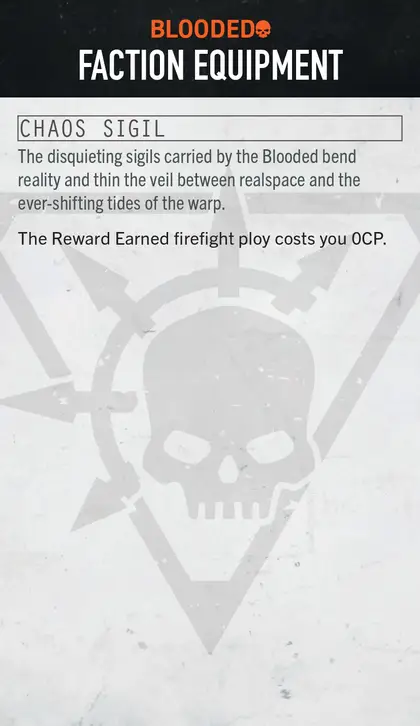 BLOODED
FACTION EQUIPMENT
CHAOS SIGIL
The disquieting sigils carried by the Blooded bend
reality and thin the veil between realspace and the
ever-shifting tides of the warp.
The Reward Earned firefight ploy costs you 0CP.